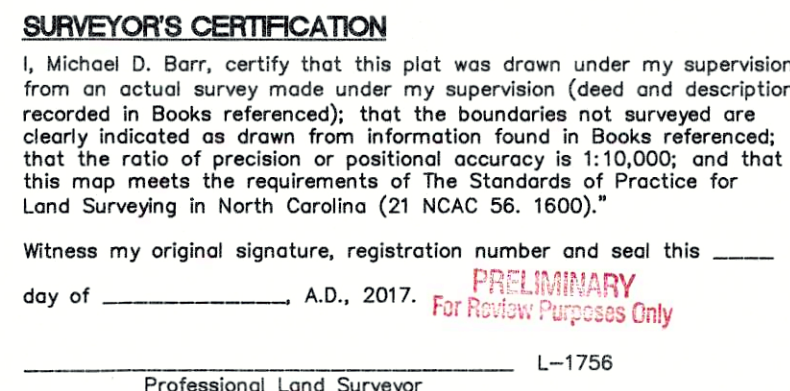 SURVEYOR'S CERTIFICATION
I, Michael D. Barr, certify that this plat was drawn under my supervision
from an actual survey made under my supervision (deed and description
recorded in Books referenced); that the boundaries not surveyed are
clearly indicated as drawn from information found in Books referenced;
that the ratio of precision or positional accuracy is 1:10,000; and that
this map meets the requirements of The Standards of Practice for
Land Surveying in North Carolina (21 NCAC 56. 1600)."
Witness my original signature, registration number and seal this _____
day of _______________, A.D., 2017.
PRELIMINARY
For Review Purposes Only
________________________________________ L-1756
Professional Land Surveyor